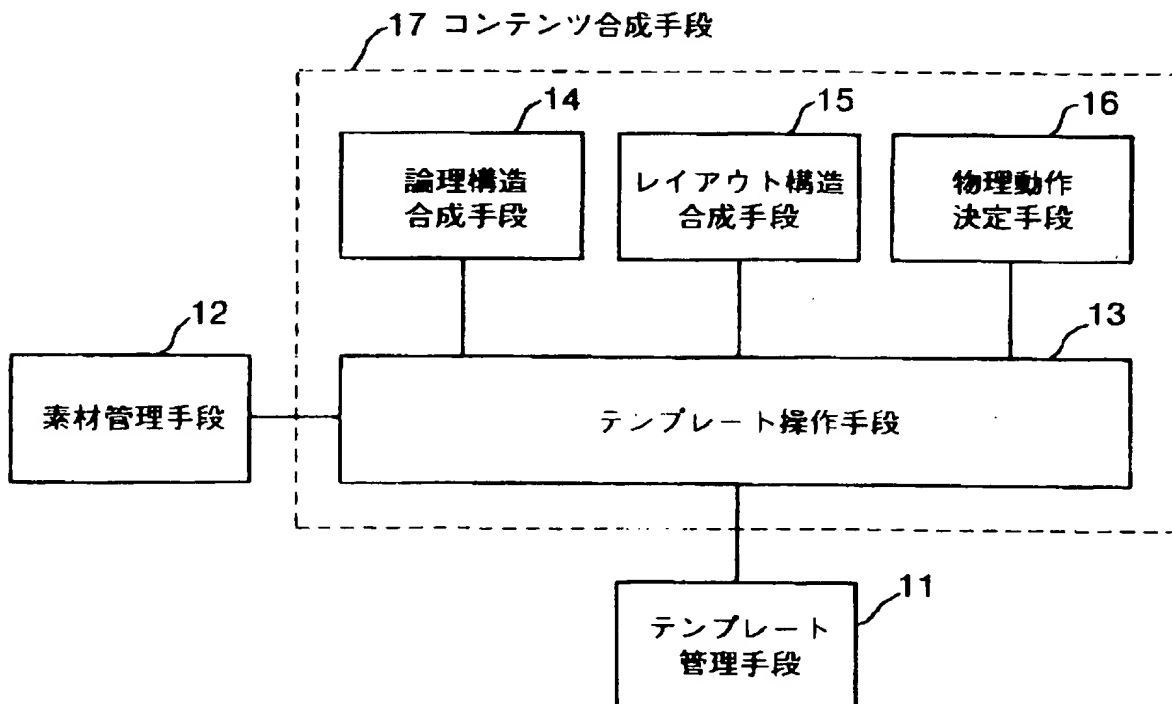 17 コンテンツ合成手段
14
15
16
論理構造
合成手段
レイアウト構造
合成手段
物理動作
決定手段
12
13
素材管理手段
テンプレート操作手段
11
テンプレート
管理手段